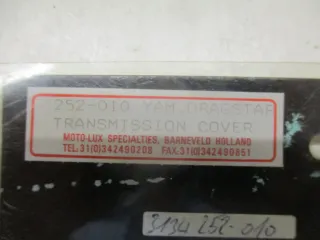 252-010 YAM DRAGSTAR
TRANSMISSION COVER
MOTO-LUX SPECIALTIES, BARNEVELD HOLLAND
TEL:31(0)342490208 FAX:31(0)342490851
3134 252-010